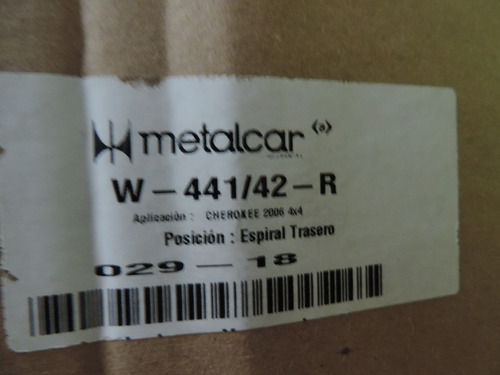 metalcar
W - 441/42 - R
Aplicación : CHEROKEE 2006 4x4
Posición : Espiral Trasero
029 - 18